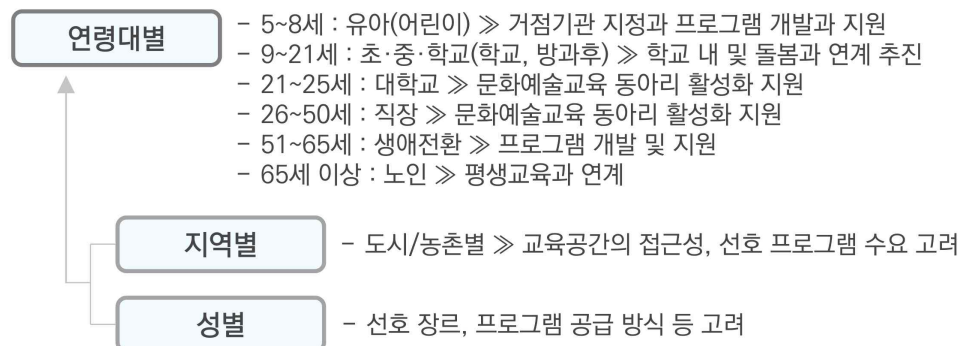 연령대별
- 5~8세 : 유아(어린이) ≫ 거점기관 지정과 프로그램 개발과 지원
- 9~21세 : 초·중·학교(학교, 방과후) ≫ 학교 내 및 돌봄과 연계 추진
- 21~25세 : 대학교 ≫ 문화예술교육 동아리 활성화 지원
- 26~50세 : 직장 ≫ 문화예술교육 동아리 활성화 지원
- 51~65세 : 생애전환 ≫ 프로그램 개발 및 지원
- 65세 이상 : 노인 ≫ 평생교육과 연계
지역별
- 도시/농촌별 ≫ 교육공간의 접근성, 선호 프로그램 수요 고려
성별
- 선호 장르, 프로그램 공급 방식 등 고려